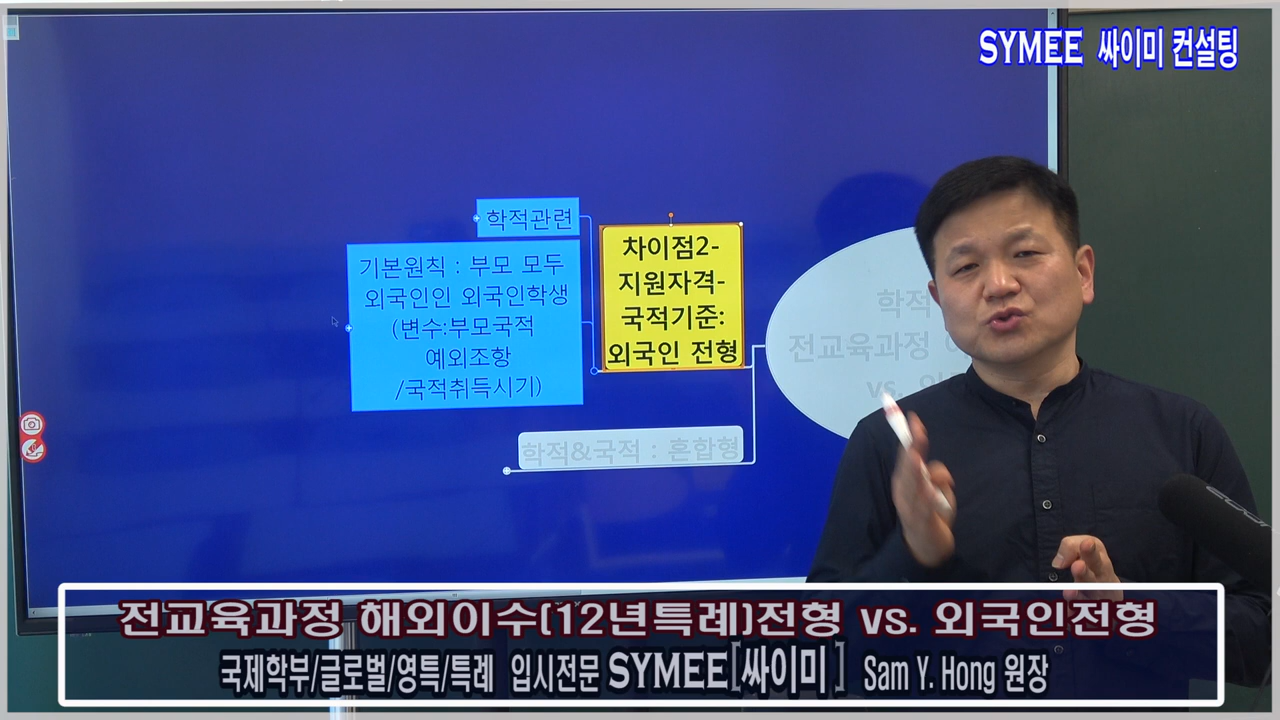 SYMEE 싸이미 컨설팅
학적관련
기본원칙 : 부모 모두
외국인인 외국인학생
(변수:부모국적
예외조항
/국적취득시기)
차이점2-
지원자격-
국적기준:
외국인 전형
학적
전교육과정
vs.
학적&국적 : 혼합형
전교육과정 해외이수(12년특례)전형 vs. 외국인전형
국제학부/글로벌/영특/특례 입시전문 SYMEE[싸이미] Sam Y. Hong 원장